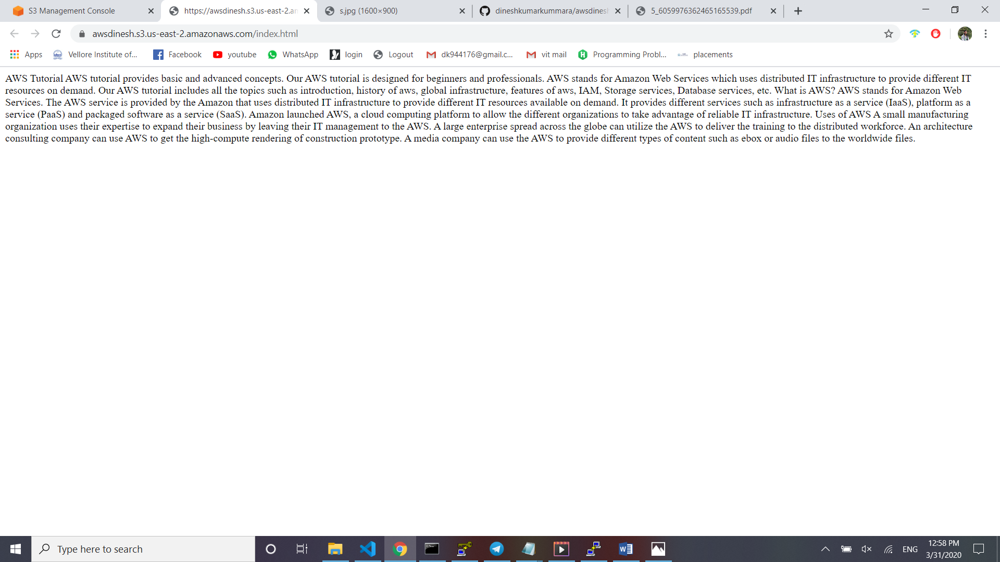 S3 Management Console
https://awsdinesh.s3.us-east-2.an
s.jpg (1600×900)
dineshkumarkummara/awsdinesh
5_6059976362465165539.pdf
awsdinesh.s3.us-east-2.amazonaws.com/index.html
Apps
Vellore Institute of...
Facebook
youtube
WhatsApp
login
Logout
dk944176@gmail.c...
vit mail
Programming Probl...
placements
AWS Tutorial AWS tutorial provides basic and advanced concepts. Our AWS tutorial is designed for beginners and professionals. AWS stands for Amazon Web Services which uses distributed IT infrastructure to provide different IT
resources on demand. Our AWS tutorial includes all the topics such as introduction, history of aws, global infrastructure, features of aws, IAM, Storage services, Database services, etc. What is AWS? AWS stands for Amazon Web
Services. The AWS service is provided by the Amazon that uses distributed IT infrastructure to provide different IT resources available on demand. It provides different services such as infrastructure as a service (IaaS), platform as a
service (PaaS) and packaged software as a service (SaaS). Amazon launched AWS, a cloud computing platform to allow the different organizations to take advantage of reliable IT infrastructure. Uses of AWS A small manufacturing
organization uses their expertise to expand their business by leaving their IT management to the AWS. A large enterprise spread across the globe can utilize the AWS to deliver the training to the distributed workforce. An architecture
consulting company can use AWS to get the high-compute rendering of construction prototype. A media company can use the AWS to provide different types of content such as ebox or audio files to the worldwide files.
Type here to search
ENG
12:58 PM
3/31/2020